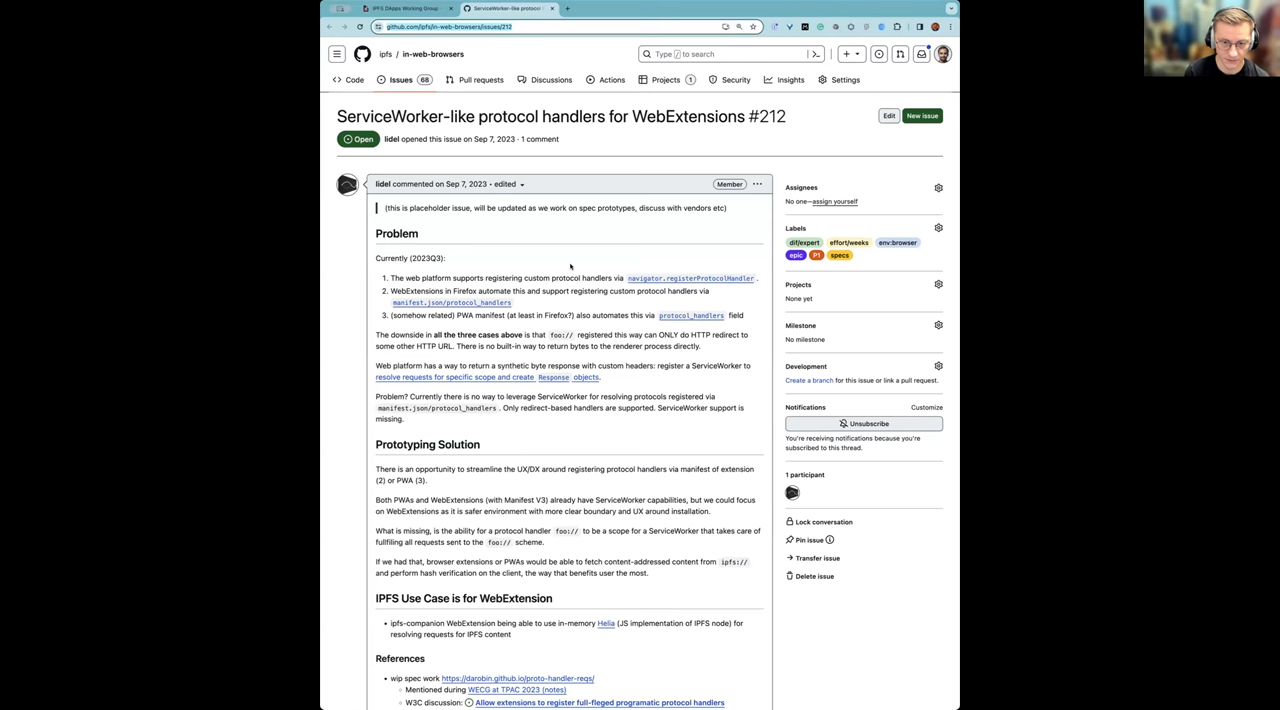 IPFS DApps Working Group
ServiceWorker-like protocol
github.com/ipfs/in-web-browsers/issues/212
ipfs / in-web-browsers
Type / to search
Code
Issues 68
Pull requests
Discussions
Actions
Projects 1
Security
Insights
Settings
ServiceWorker-like protocol handlers for WebExtensions #212
Edit
New issue
Open
lidel opened this issue on Sep 7, 2023 · 1 comment
lidel commented on Sep 7, 2023 • edited
Member
(this is placeholder issue, will be updated as we work on spec prototypes, discuss with vendors etc)
Problem
Currently (2023Q3):
1. The web platform supports registering custom protocol handlers via navigator.registerProtocolHandler .
2. WebExtensions in Firefox automate this and support registering custom protocol handlers via
manifest.json/protocol_handlers
3. (somehow related) PWA manifest (at least in Firefox?) also automates this via protocol_handlers field
The downside in all the three cases above is that foo:// registered this way can ONLY do HTTP redirect to
some other HTTP URL. There is no built-in way to return bytes to the renderer process directly.
Web platform has a way to return a synthetic byte response with custom headers: register a ServiceWorker to
resolve requests for specific scope and create Response objects.
Problem? Currently there is no way to leverage ServiceWorker for resolving protocols registered via
manifest.json/protocol_handlers . Only redirect-based handlers are supported. ServiceWorker support is
missing.
Prototyping Solution
There is an opportunity to streamline the UX/DX around registering protocol handlers via manifest of extension
(2) or PWA (3).
Both PWAs and WebExtensions (with Manifest V3) already have ServiceWorker capabilities, but we could focus
on WebExtensions as it is safer environment with more clear boundary and UX around installation.
What is missing, is the ability for a protocol handler foo:// to be a scope for a ServiceWorker that takes care of
fullfiling all requests sent to the foo:// scheme.
If we had that, browser extensions or PWAs would be able to fetch content-addressed content from ipfs://
and perform hash verification on the client, the way that benefits user the most.
IPFS Use Case is for WebExtension
• ipfs-companion WebExtension being able to use in-memory Helia (JS implementation of IPFS node) for
resolving requests for IPFS content
References
• wip spec work https://darobin.github.io/proto-handler-reqs/
Mentioned during WECG at TPAC 2023 (notes)
W3C discussion: Allow extensions to register full-fleged programatic protocol handlers
Assignees
No one—assign yourself
Labels
dif/expert
effort/weeks
env:browser
epic
P1
specs
Projects
None yet
Milestone
No milestone
Development
Create a branch for this issue or link a pull request.
Notifications
Customize
Unsubscribe
You're receiving notifications because you're
subscribed to this thread.
1 participant
Lock conversation
Pin issue
Transfer issue
Delete issue